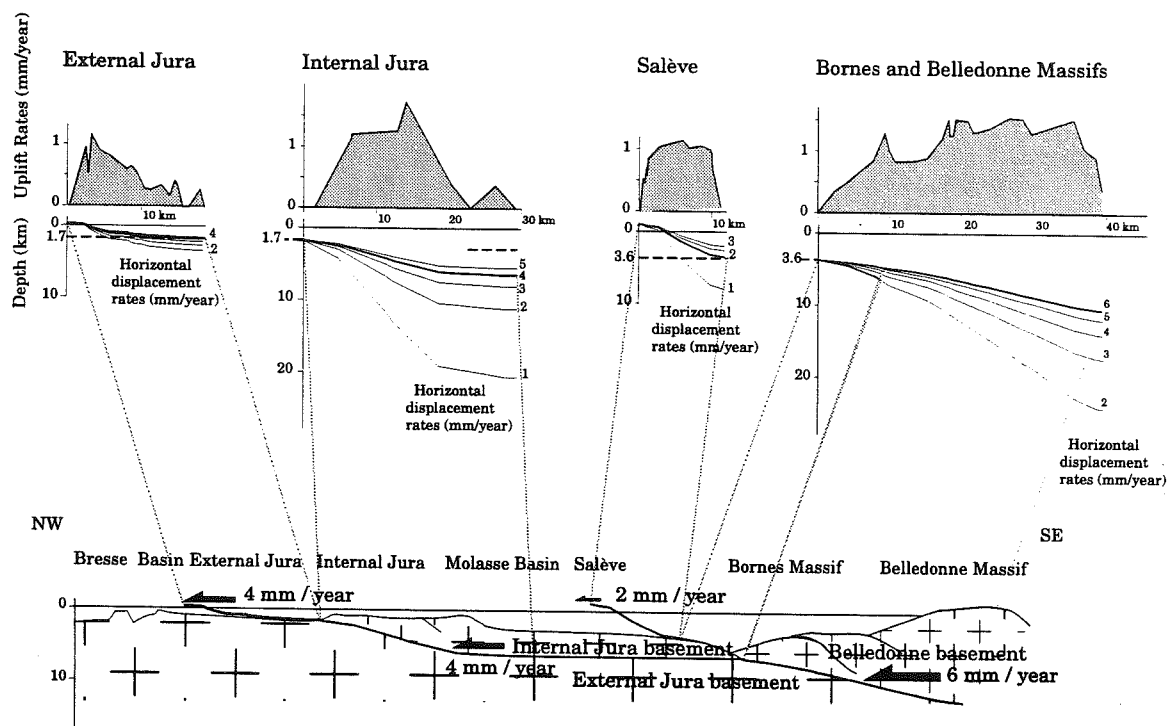 External Jura
Internal Jura
Salève
Bornes and Belledonne Massifs
Uplift Rates (mm/year)
1
0
10 km
1
0
10
20
30 km
1
0
10 km
1
0
10
20
30
40 km
Depth (km)
0
1.7
10
4
2
Horizontal
displacement
rates (mm/year)
0
1.7
10
20
5
4
3
2
1
Horizontal
displacement
rates (mm/year)
0
3.6
10
3
2
1
Horizontal
displacement
rates (mm/year)
0
3.6
10
20
6
5
4
3
2
Horizontal
displacement
rates (mm/year)
NW
SE
Bresse Basin External Jura Internal Jura Molasse Basin Salève Bornes Massif Belledonne Massif
0
10
4 mm / year
2 mm / year
Internal Jura basement
4 mm / year
External Jura basement
Belledonne basement
6 mm / year